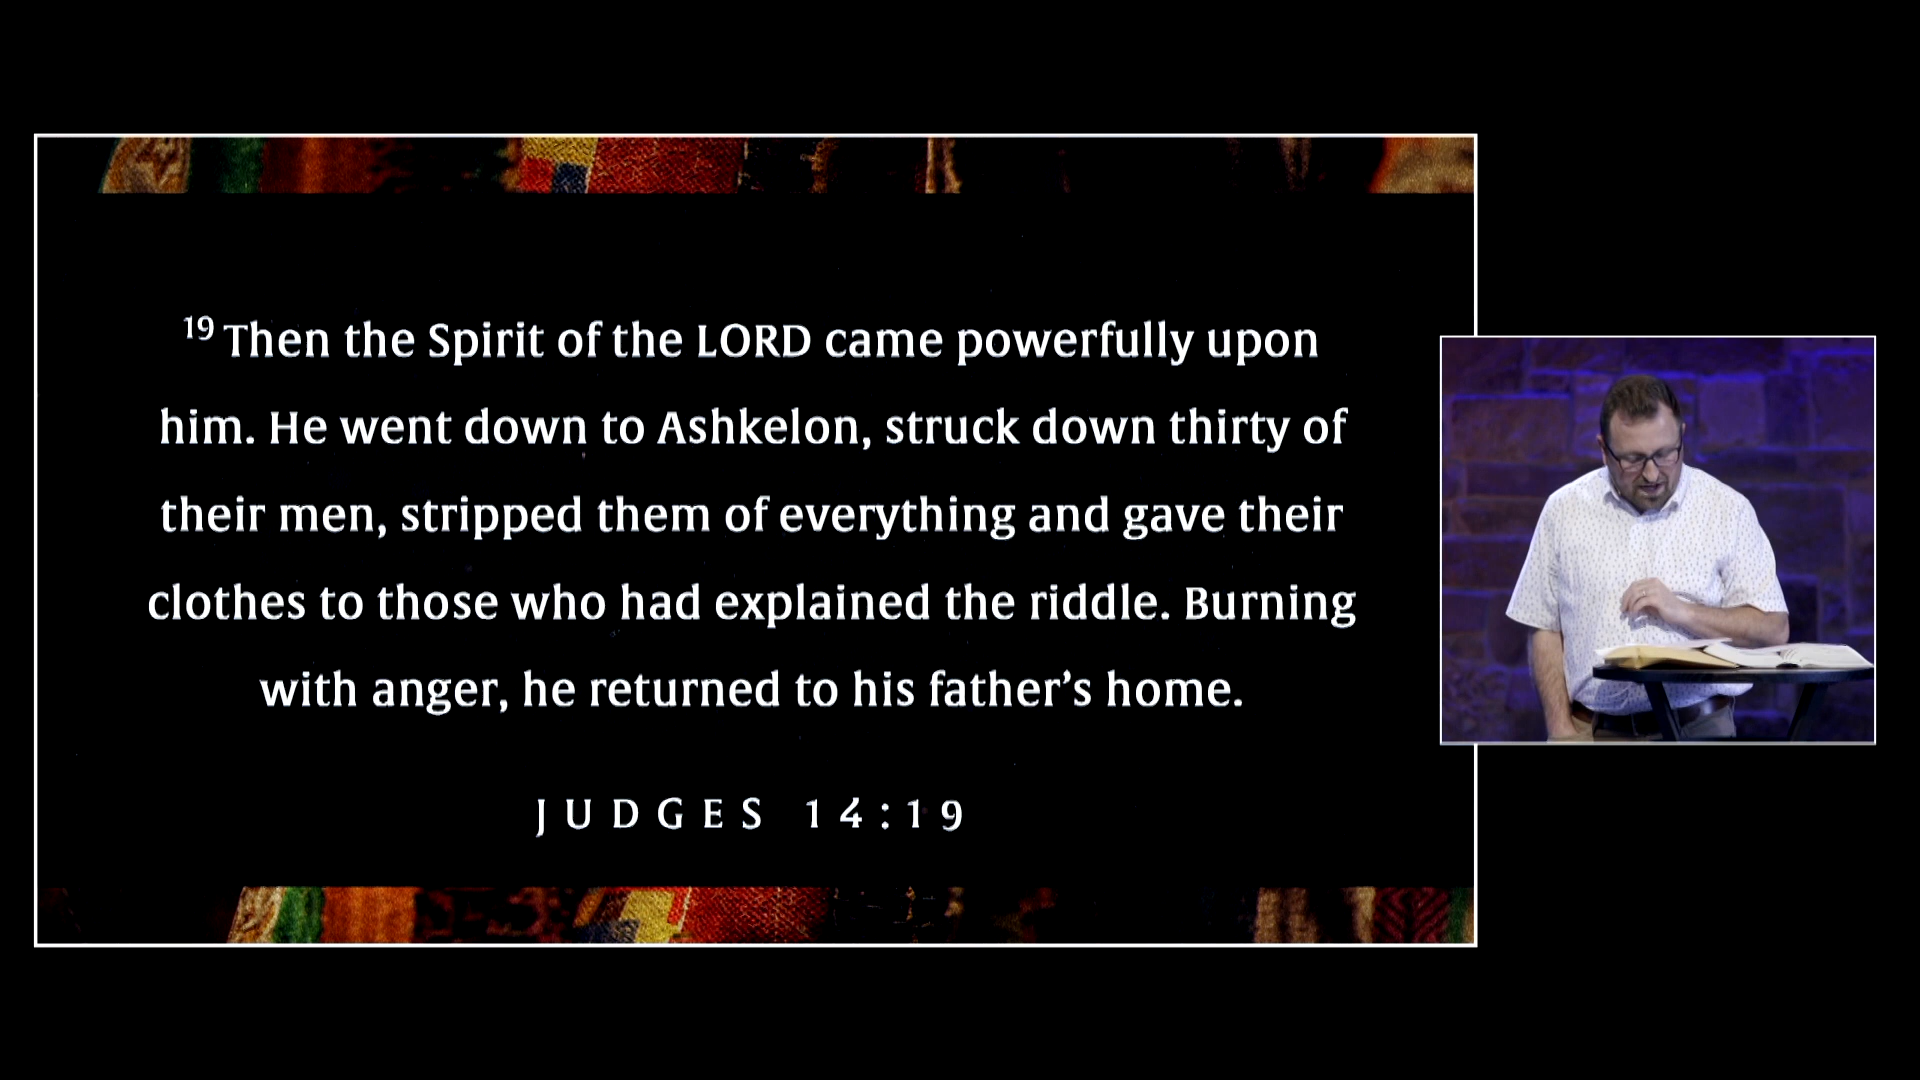 19 Then the Spirit of the LORD came powerfully upon
him. He went down to Ashkelon, struck down thirty of
their men, stripped them of everything and gave their
clothes to those who had explained the riddle. Burning
with anger, he returned to his father’s home.
JUDGES 14:19